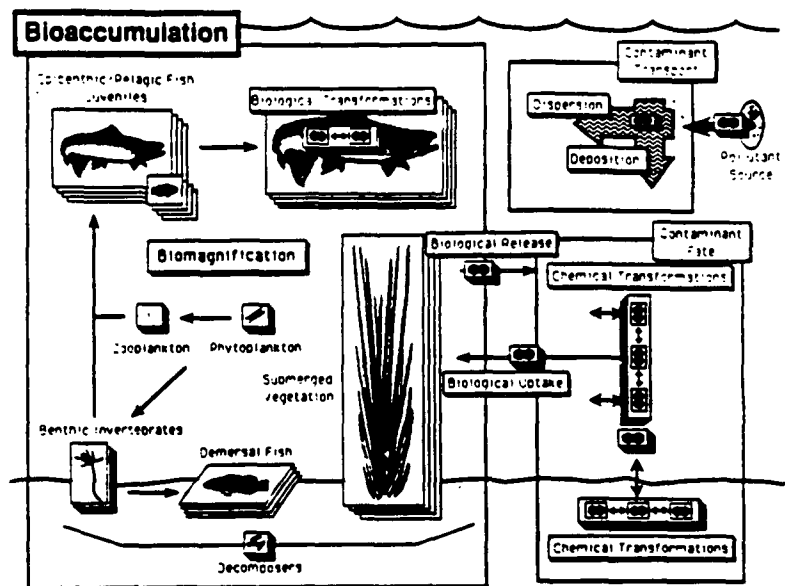 Bioaccumulation
Epibenthic/Pelagic Fish
Juveniles
Biological Transformations
Contaminant
Transport
Dispersion
Deposition
Pollutant
Source
Biomagnification
Zooplankton
Phytoplankton
Submerged
Vegetation
Benthic Invertebrates
Demersal Fish
Decomposers
Biological Release
Contaminant
Fate
Chemical Transformations
Biological Uptake
Chemical Transformations